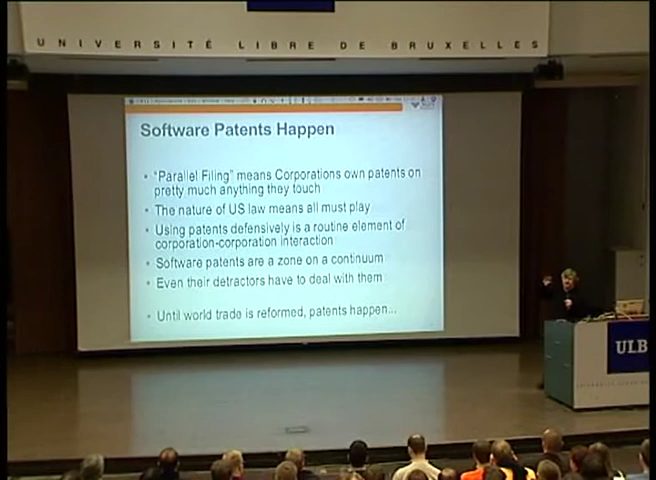 UNIVERSITÉ LIBRE DE BRUXELLES
Software Patents Happen
• "Parallel Filing" means Corporations own patents on
pretty much anything they touch
• The nature of US law means all must play
• Using patents defensively is a routine element of
corporation-corporation interaction
• Software patents are a zone on a continuum
• Even their detractors have to deal with them
• Until world trade is reformed, patents happen...
ULB